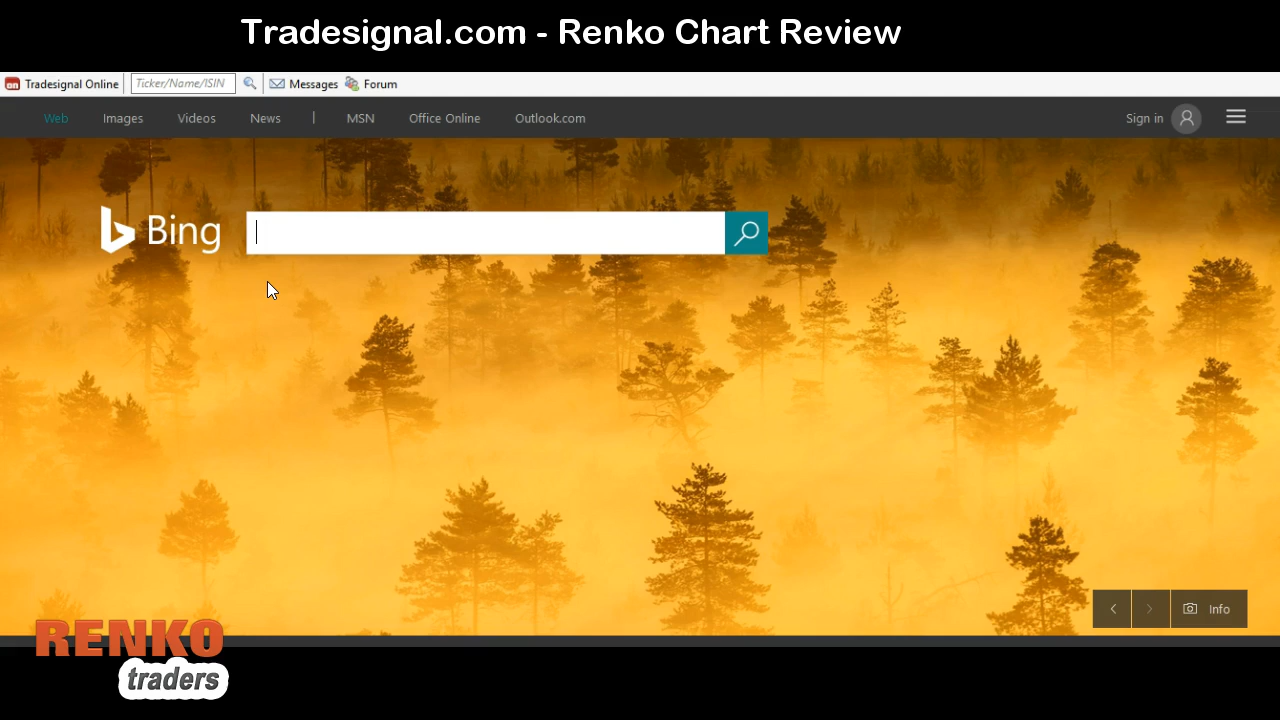 Tradesignal.com - Renko Chart Review
on Tradesignal Online Ticker/Name/ISIN Messages Forum
Web Images Videos News | MSN Office Online Outlook.com Sign in
Bing
Info
RENKO
traders